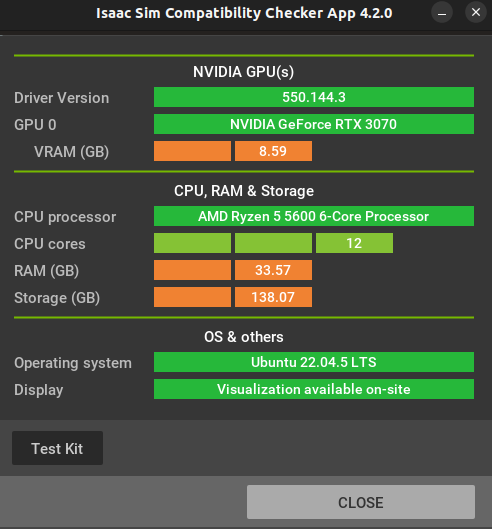 Isaac Sim Compatibility Checker App 4.2.0
NVIDIA GPU(s)
Driver Version 550.144.3
GPU 0 NVIDIA GeForce RTX 3070
VRAM (GB) 8.59
CPU, RAM & Storage
CPU processor AMD Ryzen 5 5600 6-Core Processor
CPU cores 12
RAM (GB) 33.57
Storage (GB) 138.07
OS & others
Operating system Ubuntu 22.04.5 LTS
Display Visualization available on-site
Test Kit
CLOSE